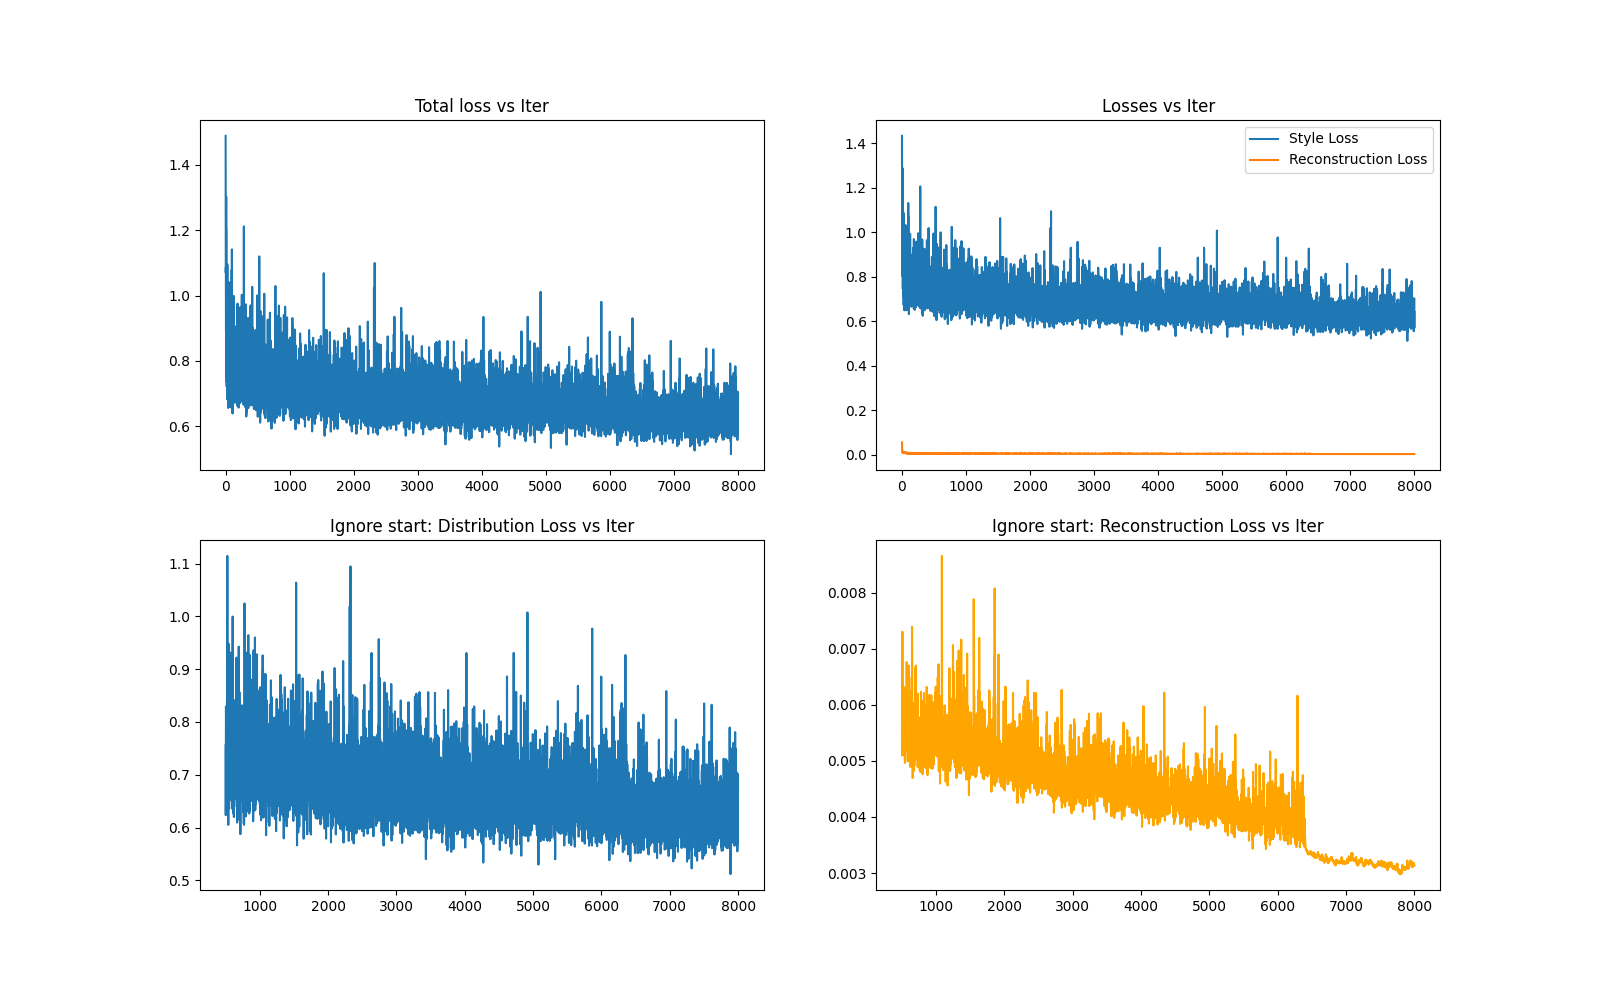 Total loss vs Iter
1.4
1.2
1.0
0.8
0.6
0 1000 2000 3000 4000 5000 6000 7000 8000
Losses vs Iter
Style Loss
Reconstruction Loss
1.4
1.2
1.0
0.8
0.6
0.4
0.2
0.0
0 1000 2000 3000 4000 5000 6000 7000 8000
Ignore start: Distribution Loss vs Iter
1.1
1.0
0.9
0.8
0.7
0.6
0.5
1000 2000 3000 4000 5000 6000 7000 8000
Ignore start: Reconstruction Loss vs Iter
0.008
0.007
0.006
0.005
0.004
0.003
1000 2000 3000 4000 5000 6000 7000 8000